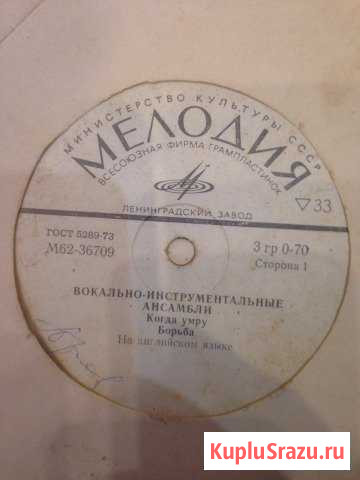 МИНИСТЕРСТВО КУЛЬТУРЫ СССР
МЕЛОДИЯ
ВСЕСОЮЗНАЯ ФИРМА ГРАМПЛАСТИНОК
▽33
ЛЕНИНГРАДСКИЙ ЗАВОД
ГОСТ 5289-73
М62-36709
3 гр 0-70
Сторона 1
ВОКАЛЬНО-ИНСТРУМЕНТАЛЬНЫЕ
АНСАМБЛИ
Когда умру
Борьба
На английском языке
KupluSrazu.ru